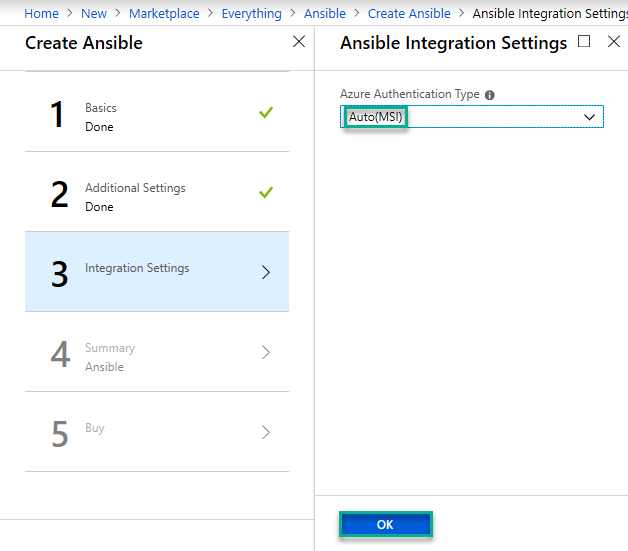 Home > New > Marketplace > Everything > Ansible > Create Ansible > Ansible Integration Settings
Create Ansible
1
Basics
Done
2
Additional Settings
Done
3
Integration Settings
4
Summary
Ansible
5
Buy
Ansible Integration Settings
Azure Authentication Type
Auto(MSI)
OK